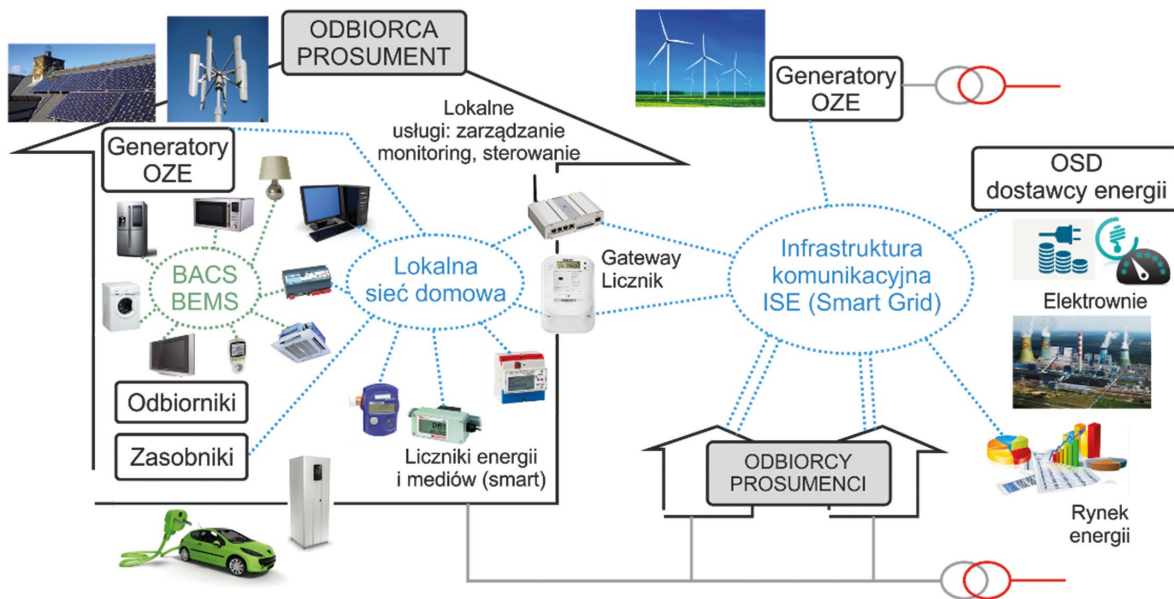 ODBIORCA
PROSUMENT
Lokalne
usługi: zarządzanie
monitoring, sterowanie
Generatory
OZE
BACS
BEMS
Lokalna
sieć domowa
Gateway
Licznik
Odbiorniki
Zasobniki
Liczniki energii
i mediów (smart)
Generatory
OZE
OSD
dostawcy energii
Infrastruktura
komunikacyjna
ISE (Smart Grid)
Elektrownie
ODBIORCY
PROSUMENCI
Rynek
energii